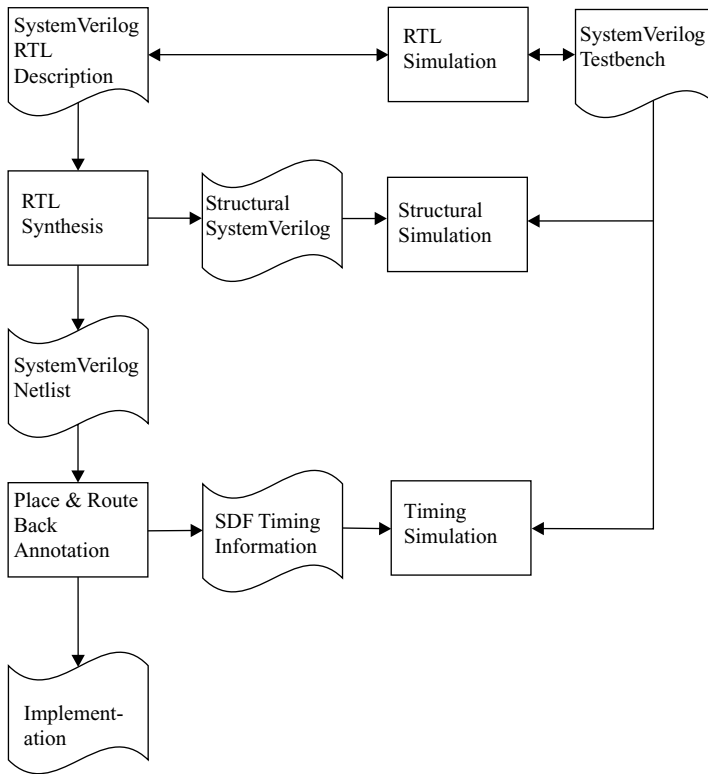 SystemVerilog
RTL
Description
RTL
Simulation
SystemVerilog
Testbench
RTL
Synthesis
Structural
SystemVerilog
Structural
Simulation
SystemVerilog
Netlist
Place & Route
Back
Annotation
SDF Timing
Information
Timing
Simulation
Implement-
ation